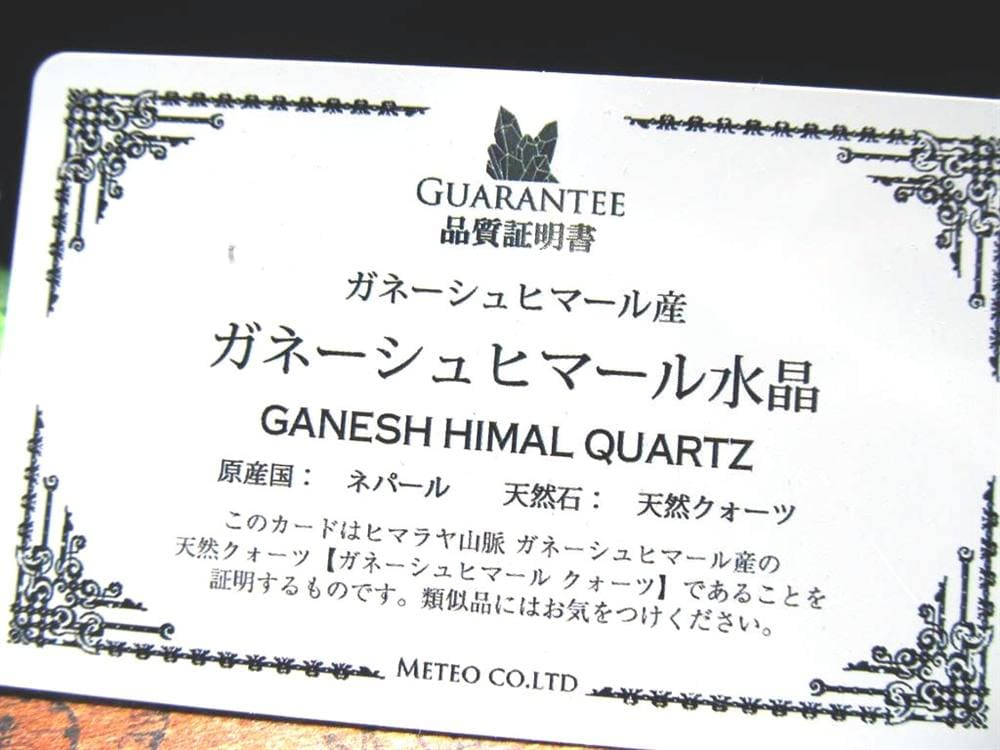 GUARANTEE
品質証明書
ガネーシュヒマール産
ガネーシュヒマール水晶
GANESH HIMAL QUARTZ
原産国： ネパール 天然石： 天然クォーツ
このカードはヒマラヤ山脈 ガネーシュヒマール産の
天然クォーツ【ガネーシュヒマール クォーツ】であることを
証明するものです。類似品にはお気をつけください。
METEO CO.LTD